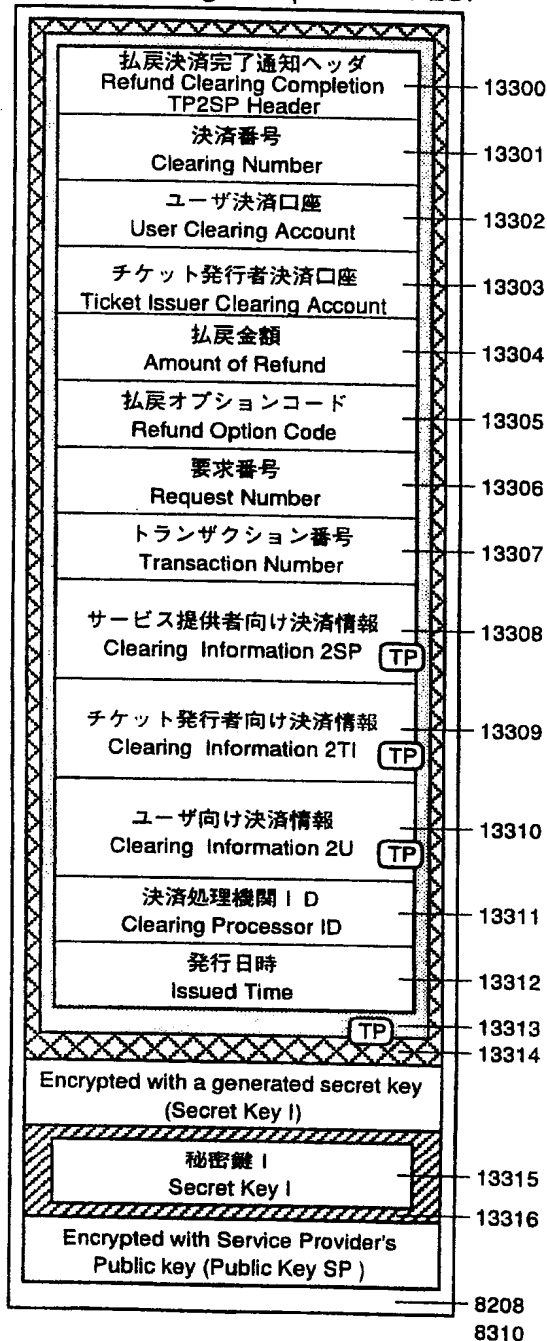 払戻決済完了通知ヘッダ
Refund Clearing Completion
TP2SP Header
13300
決済番号
Clearing Number
13301
ユーザ決済口座
User Clearing Account
13302
チケット発行者決済口座
Ticket Issuer Clearing Account
13303
払戻金額
Amount of Refund
13304
払戻オプションコード
Refund Option Code
13305
要求番号
Request Number
13306
トランザクション番号
Transaction Number
13307
サービス提供者向け決済情報
Clearing Information 2SP
TP
13308
チケット発行者向け決済情報
Clearing Information 2TI
TP
13309
ユーザ向け決済情報
Clearing Information 2U
TP
13310
決済処理機関ID
Clearing Processor ID
13311
発行日時
Issued Time
13312
TP
13313
13314
Encrypted with a generated secret key
(Secret Key I)
秘密鍵 I
Secret Key I
13315
13316
Encrypted with Service Provider's
Public key (Public Key SP )
8208
8310